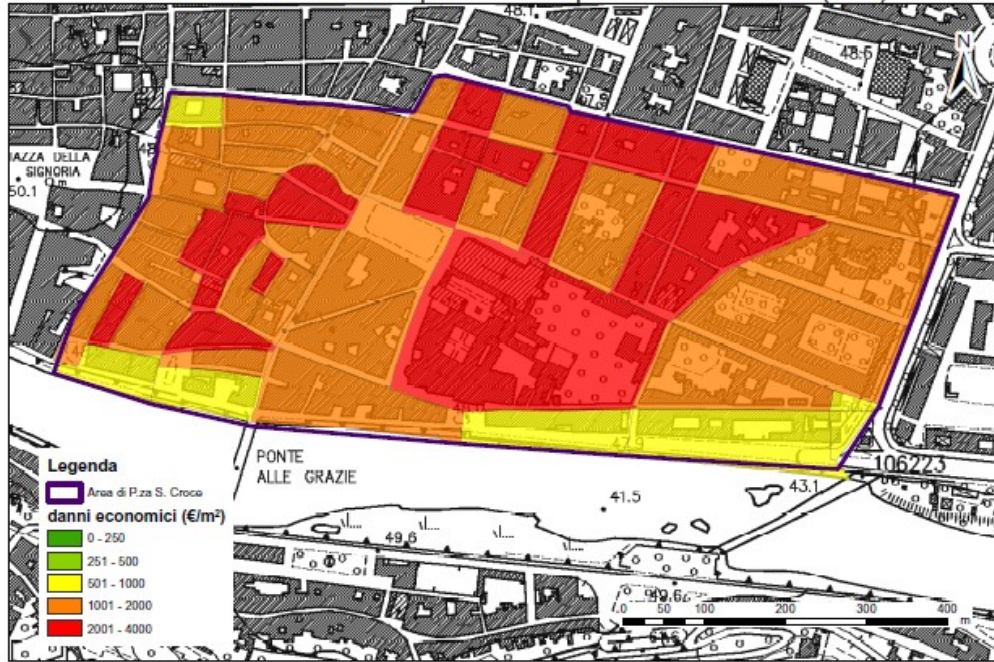 48.1
48.6
N
PIAZZA DELLA
SIGNORIA
50.1
47.9
PONTE
ALLE GRAZIE
106223
43.1
41.5
49.6
Legenda
Area di P.za S. Croce
danni economici (€/m²)
0 - 250
251 - 500
501 - 1000
1001 - 2000
2001 - 4000
0 50 100 200 300 400
m